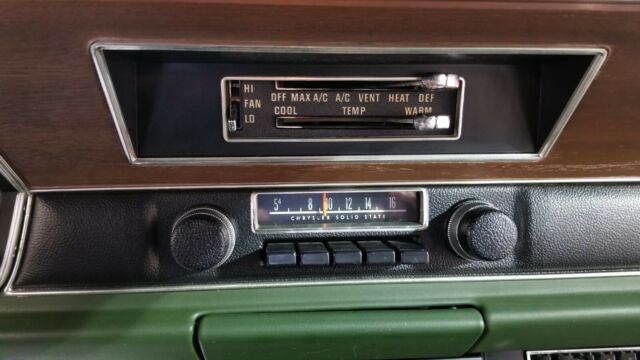 HI
OFF MAX A/C A/C VENT HEAT DEF
FAN
COOL TEMP WARM
LO
5⁴ 8 10 12 14 16
CHRYSLER SOLID STATE